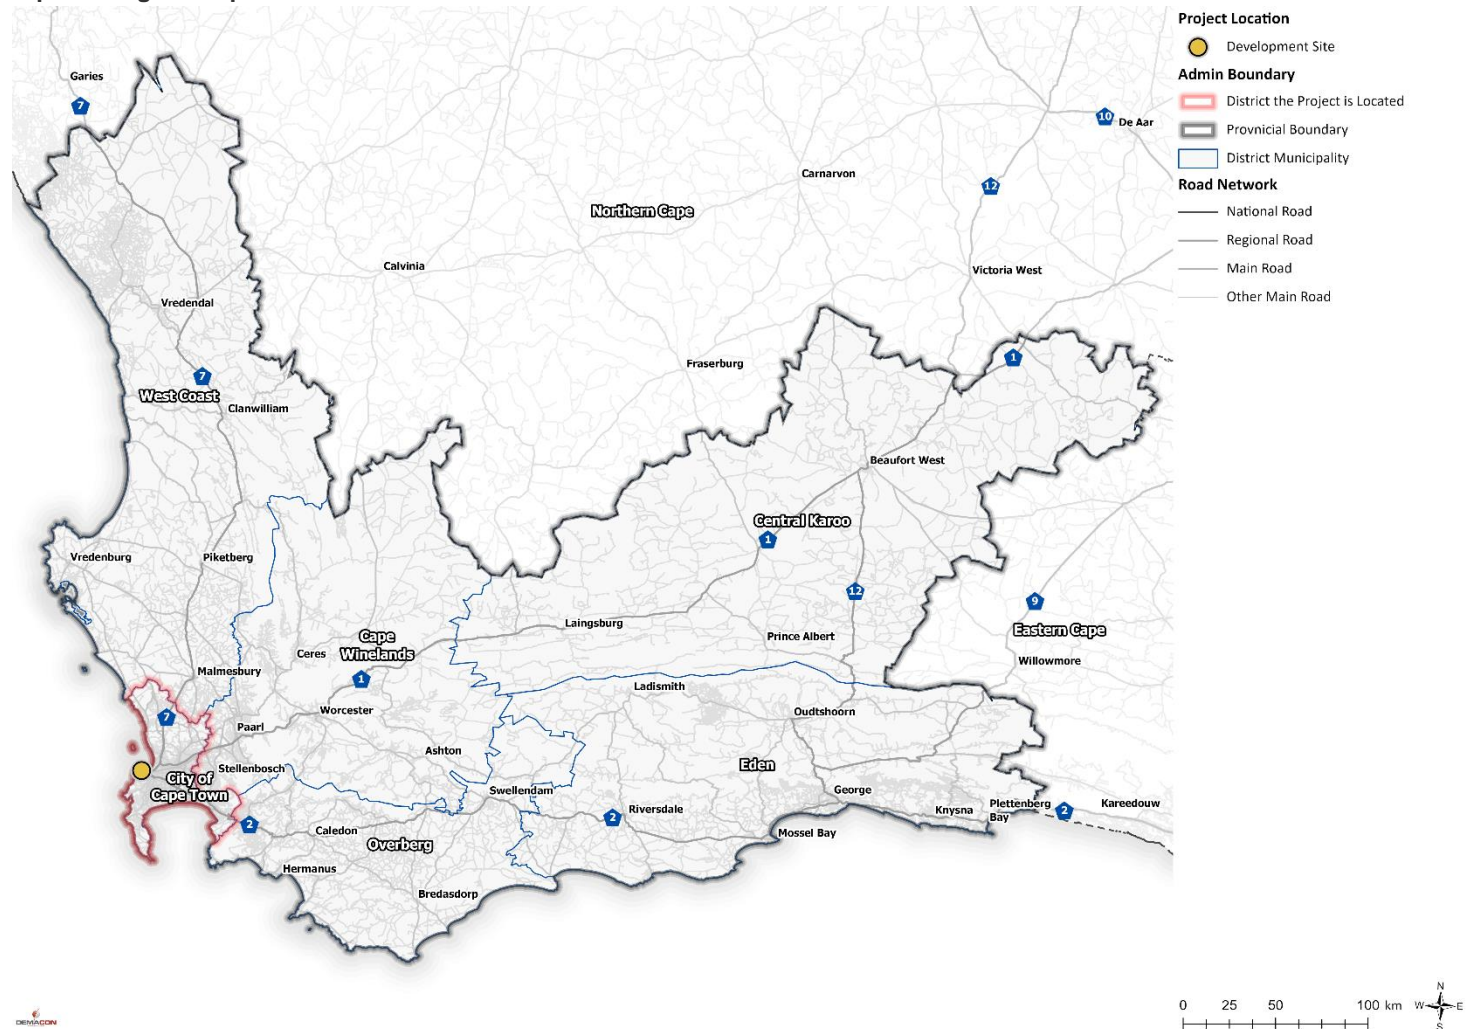 Project Location
Development Site
Admin Boundary
District the Project is Located
Provnicial Boundary
District Municipality
Road Network
National Road
Regional Road
Main Road
Other Main Road
Garies
7
10
De Aar
12
Carnarvon
Northern Cape
Calvinia
Victoria West
Vredendal
1
Fraserburg
7
West Coast
Clanwilliam
Beaufort West
Central Karoo
1
Vredenburg
Piketberg
12
9
Laingsburg
Eastern Cape
Cape
Winelands
Prince Albert
Ceres
Willowmore
Malmesbury
1
Ladismith
Worcester
Oudtshoorn
7
Paarl
Ashton
Stellenbosch
Eden
City of
Cape Town
Swellendam
George
Riversdale
Knysna
Plettenberg
Bay
2
Kareedouw
2
2
Caledon
Mossel Bay
Overberg
Hermanus
Bredasdorp
DEMACON
0 25 50 100 km
N
W E
S